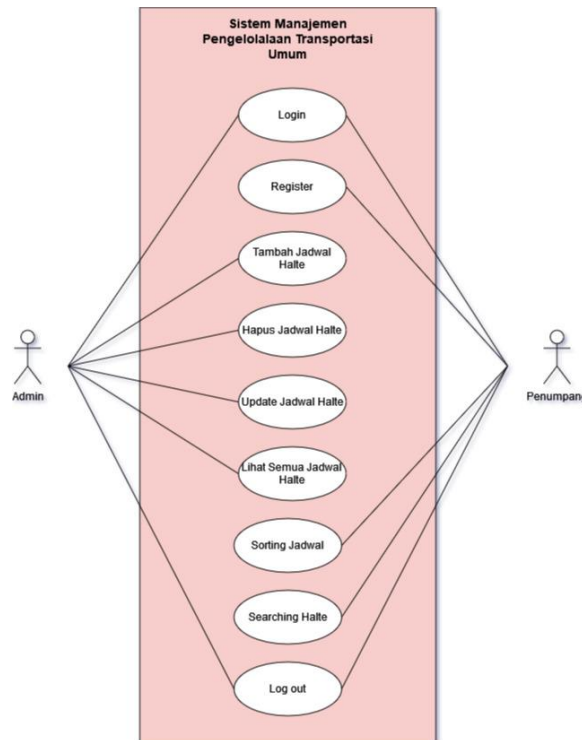 Sistem Manajemen
Pengelolalaan Transportasi
Umum
Login
Register
Tambah Jadwal
Halte
Hapus Jadwal Halte
Admin
Penumpang
Update Jadwal Halte
Lihat Semua Jadwal
Halte
Sorting Jadwal
Searching Halte
Log out